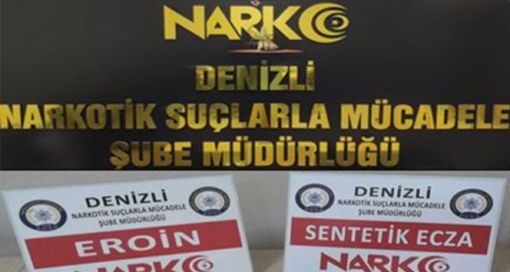 NARKO
DENİZLİ
NARKOTİK SUÇLARLA MÜCADELE
ŞUBE MÜDÜRLÜĞÜ
DENİZLİ
NARKOTİK SUÇLARLA MÜCADELE
ŞUBE MÜDÜRLÜĞÜ
EROİN
NARKO
DENİZLİ
NARKOTİK SUÇLARLA MÜCADELE
ŞUBE MÜDÜRLÜĞÜ
SENTETİK ECZA
NARKO